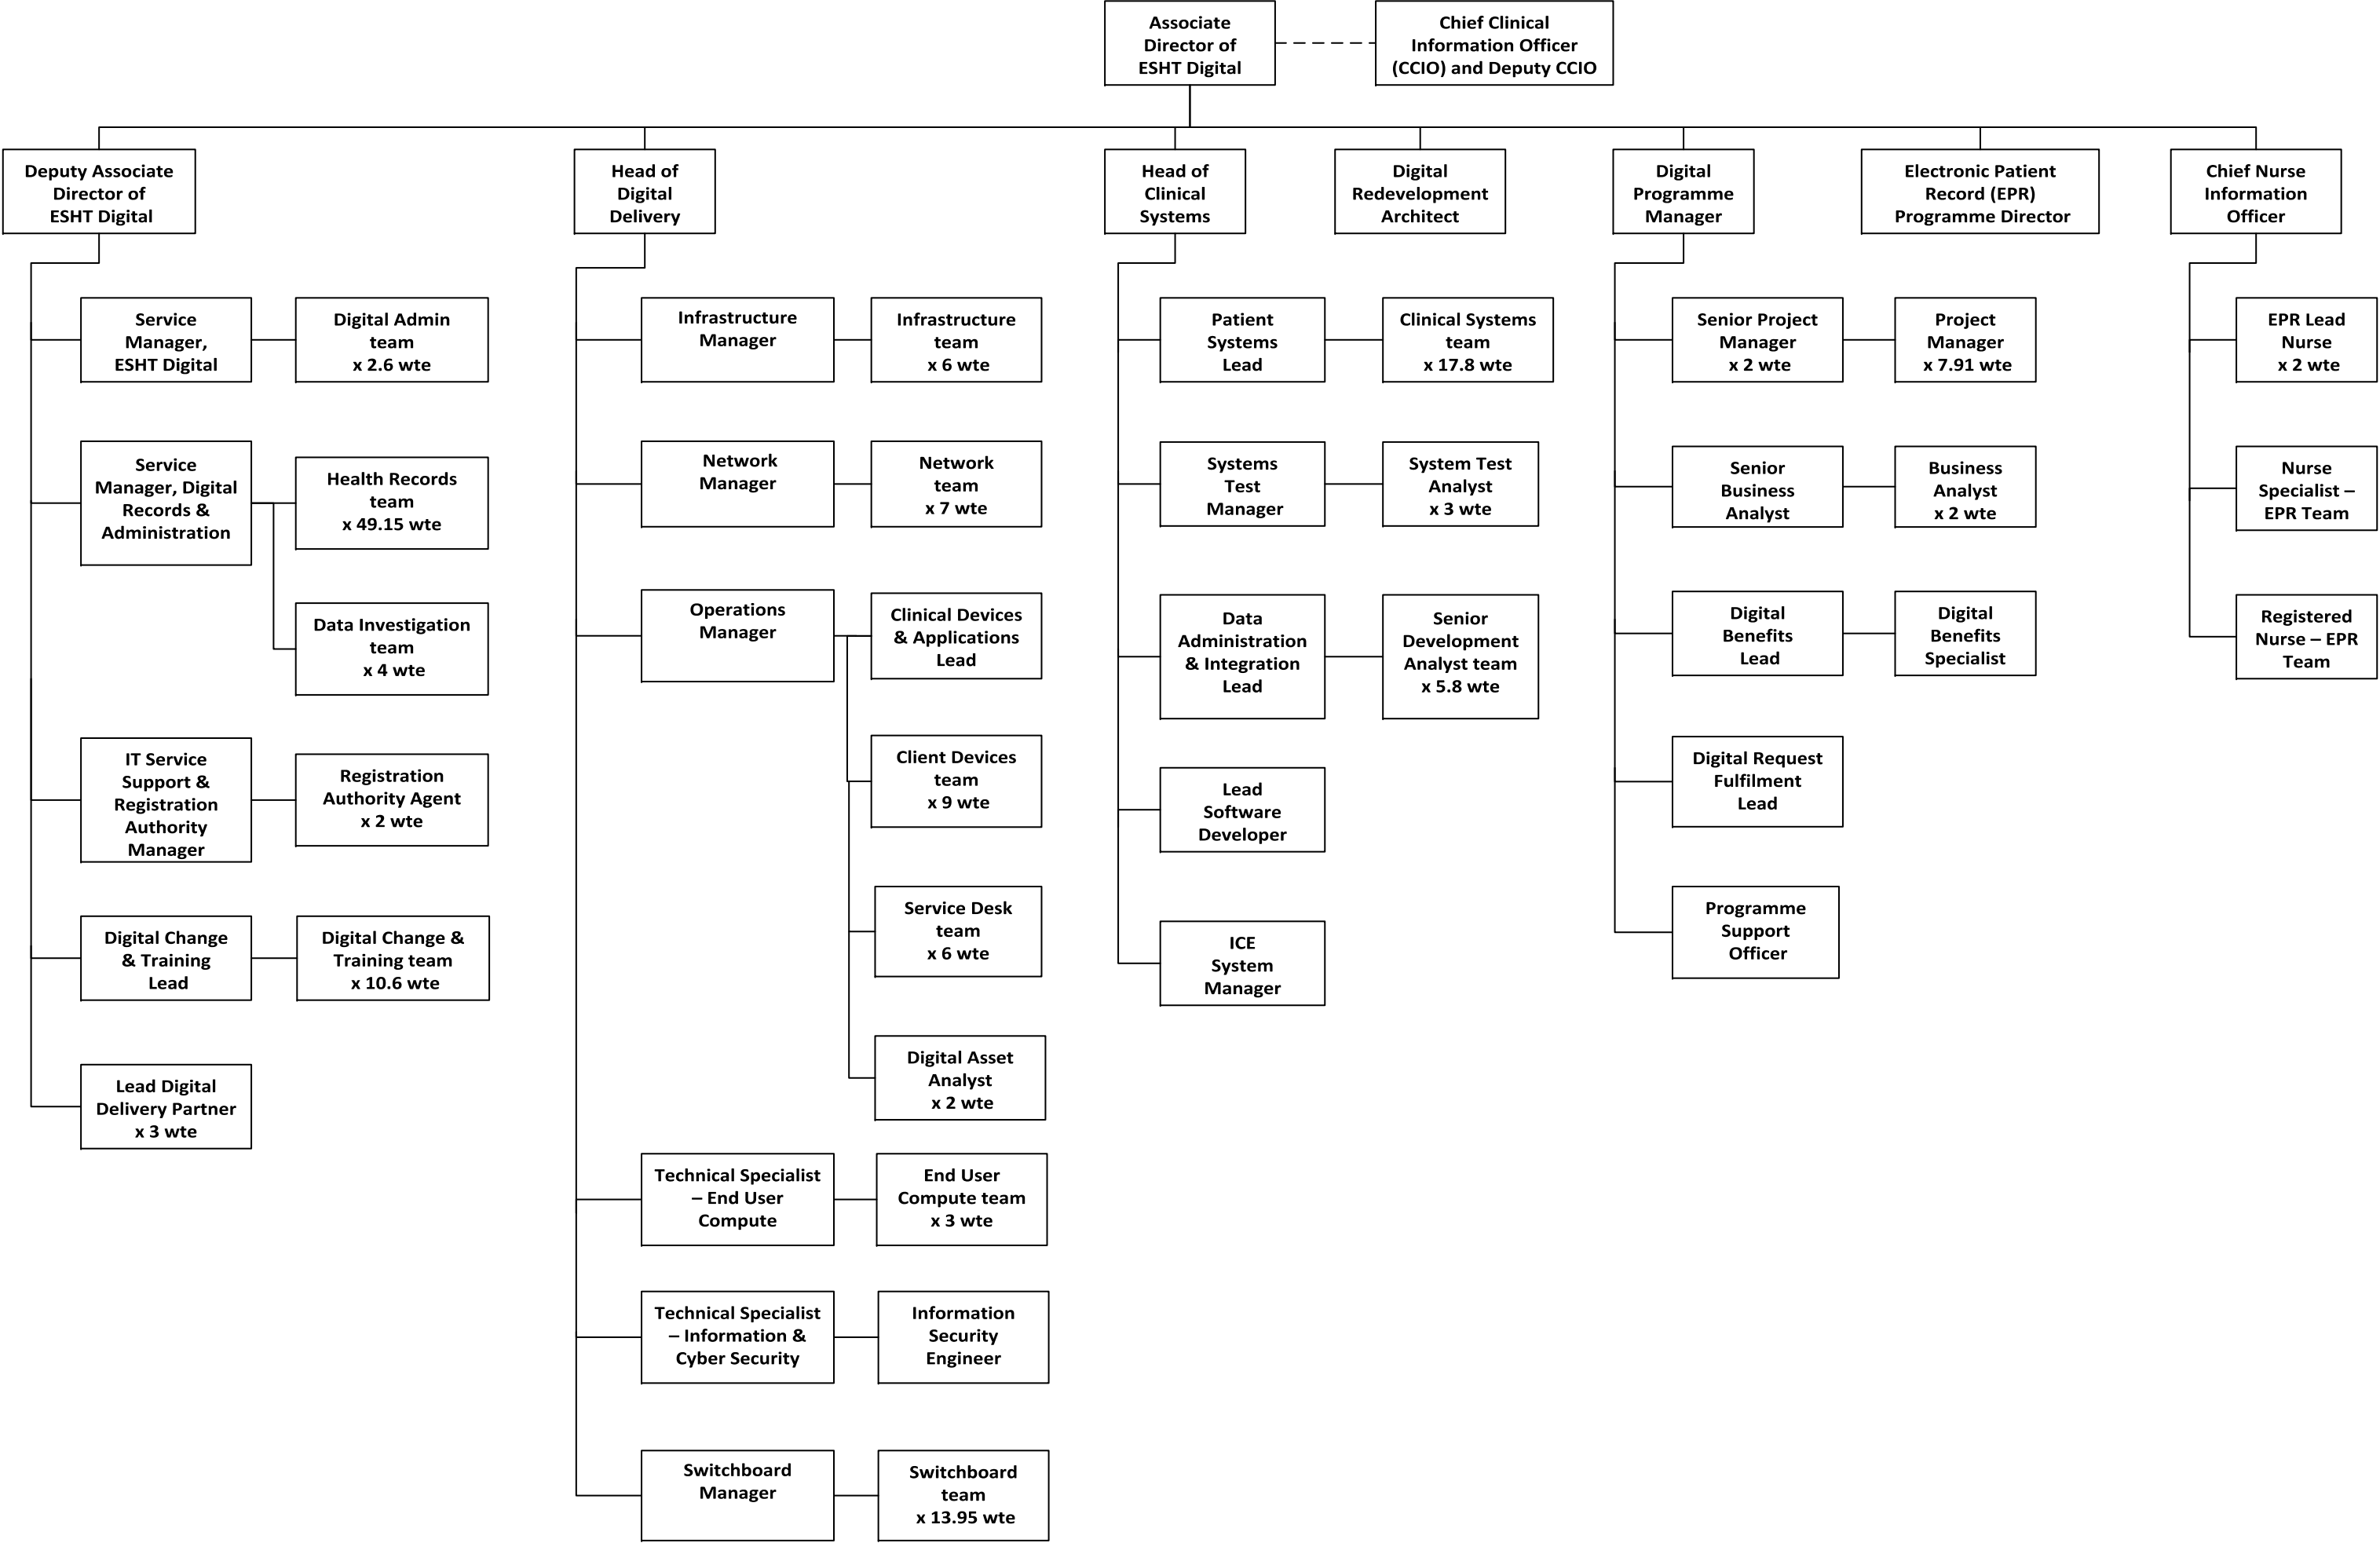 Associate
Director of
ESHT Digital
Chief Clinical
Information Officer
(CCIO) and Deputy CCIO
Deputy Associate
Director of
ESHT Digital
Head of
Digital
Delivery
Head of
Clinical
Systems
Digital
Redevelopment
Architect
Digital
Programme
Manager
Electronic Patient
Record (EPR)
Programme Director
Chief Nurse
Information
Officer
Service
Manager,
ESHT Digital
Digital Admin
team
x 2.6 wte
Service
Manager, Digital
Records &
Administration
Health Records
team
x 49.15 wte
Data Investigation
team
x 4 wte
IT Service
Support &
Registration
Authority
Manager
Registration
Authority Agent
x 2 wte
Digital Change
& Training
Lead
Digital Change &
Training team
x 10.6 wte
Lead Digital
Delivery Partner
x 3 wte
Infrastructure
Manager
Infrastructure
team
x 6 wte
Network
Manager
Network
team
x 7 wte
Operations
Manager
Clinical Devices
& Applications
Lead
Client Devices
team
x 9 wte
Service Desk
team
x 6 wte
Digital Asset
Analyst
x 2 wte
Technical Specialist
– End User
Compute
End User
Compute team
x 3 wte
Technical Specialist
– Information &
Cyber Security
Information
Security
Engineer
Switchboard
Manager
Switchboard
team
x 13.95 wte
Patient
Systems
Lead
Clinical Systems
team
x 17.8 wte
Systems
Test
Manager
System Test
Analyst
x 3 wte
Data
Administration
& Integration
Lead
Senior
Development
Analyst team
x 5.8 wte
Lead
Software
Developer
ICE
System
Manager
Senior Project
Manager
x 2 wte
Project
Manager
x 7.91 wte
Senior
Business
Analyst
Business
Analyst
x 2 wte
Digital
Benefits
Lead
Digital
Benefits
Specialist
Digital Request
Fulfilment
Lead
Programme
Support
Officer
EPR Lead
Nurse
x 2 wte
Nurse
Specialist –
EPR Team
Registered
Nurse – EPR
Team